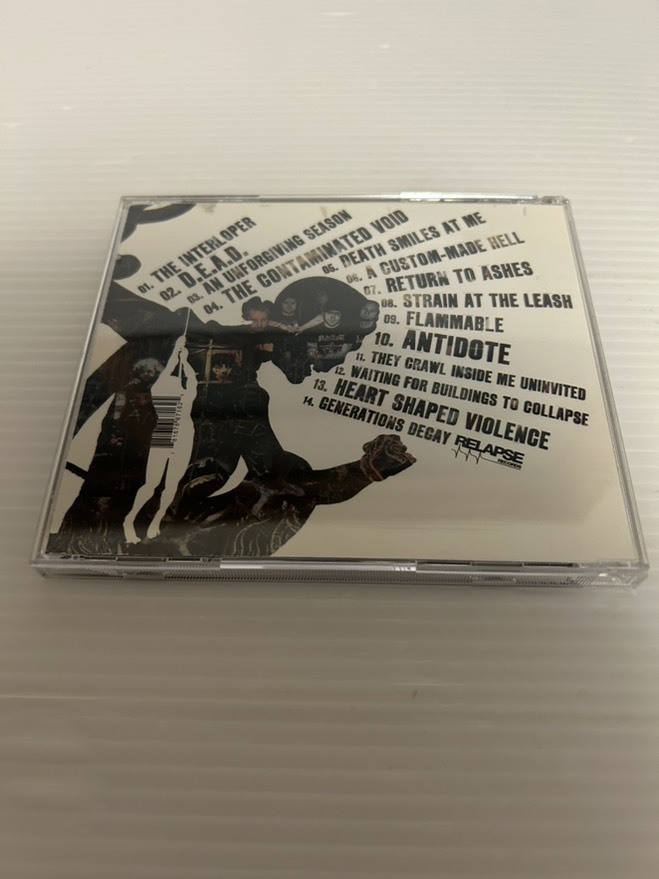 01. THE INTERLOPER
02. D.E.A.D.
03. AN UNFORGIVING SEASON
04. THE CONTAMINATED VOID
05. DEATH SMILES AT ME
06. A CUSTOM-MADE HELL
07. RETURN TO ASHES
08. STRAIN AT THE LEASH
09. FLAMMABLE
10. ANTIDOTE
11. THEY CRAWL INSIDE ME UNINVITED
12. WAITING FOR BUILDINGS TO COLLAPSE
13. HEART SHAPED VIOLENCE
14. GENERATIONS DECAY
RELAPSE
RECORDS